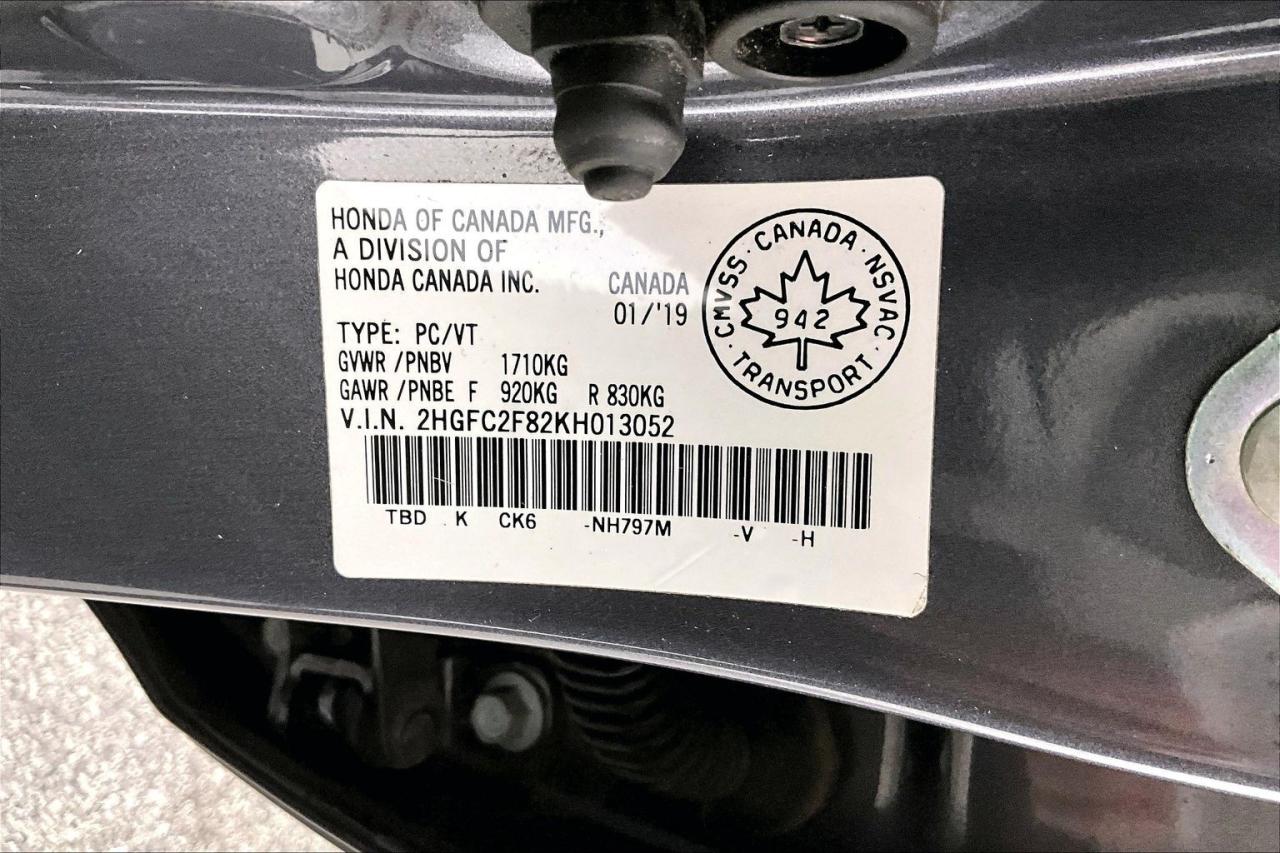 HONDA OF CANADA MFG.,
A DIVISION OF
HONDA CANADA INC.
CANADA
01/'19
TYPE: PC/VT
GVWR /PNBV 1710KG
GAWR /PNBE F 920KG R 830KG
V.I.N. 2HGFC2F82KH013052
TBD K CK6 -NH797M -V -H
CMVSS · CANADA · NSVAC · TRANSPORT ·
942